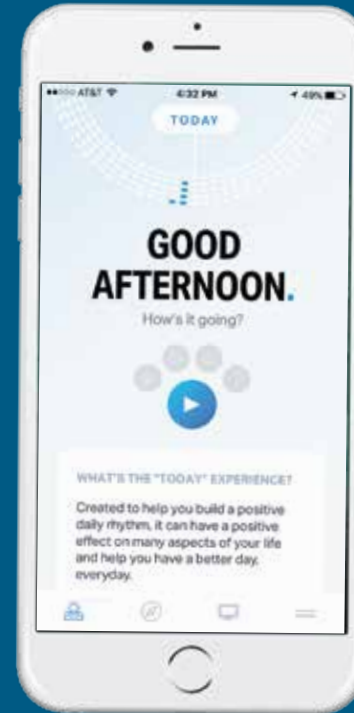 AT&T 4:32 PM 49%
TODAY
GOOD
AFTERNOON.
How's it going?
WHAT'S THE "TODAY" EXPERIENCE?
Created to help you build a positive
daily rhythm, it can have a positive
effect on many aspects of your life
and help you have a better day,
everyday.